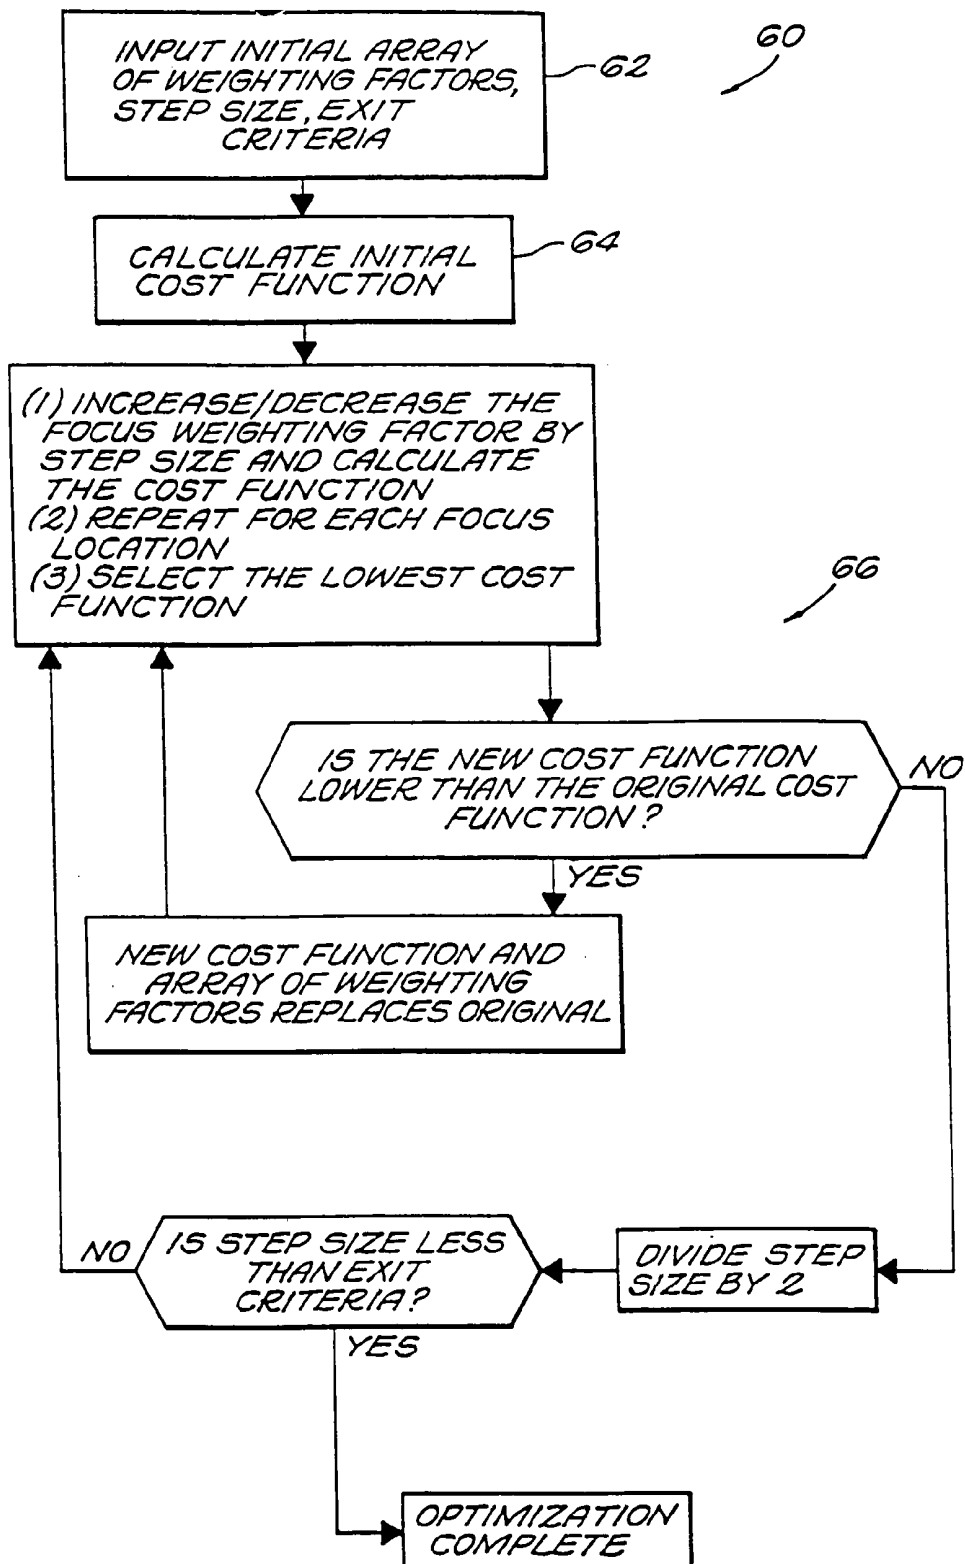 INPUT INITIAL ARRAY
OF WEIGHTING FACTORS,
STEP SIZE, EXIT
CRITERIA
62
60
CALCULATE INITIAL
COST FUNCTION
64
(1) INCREASE/DECREASE THE
FOCUS WEIGHTING FACTOR BY
STEP SIZE AND CALCULATE
THE COST FUNCTION
(2) REPEAT FOR EACH FOCUS
LOCATION
(3) SELECT THE LOWEST COST
FUNCTION
66
IS THE NEW COST FUNCTION
LOWER THAN THE ORIGINAL COST
FUNCTION?
NO
YES
NEW COST FUNCTION AND
ARRAY OF WEIGHTING
FACTORS REPLACES ORIGINAL
DIVIDE STEP
SIZE BY 2
IS STEP SIZE LESS
THAN EXIT
CRITERIA?
NO
YES
OPTIMIZATION
COMPLETE